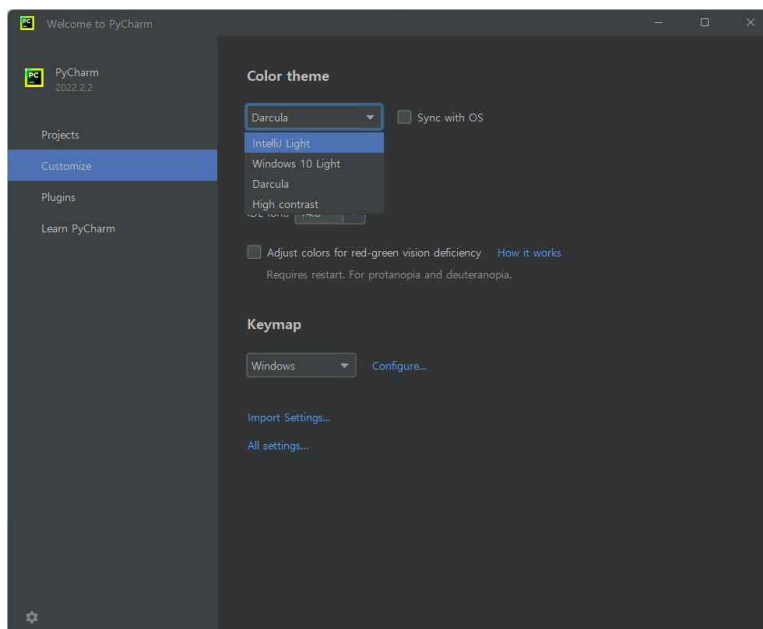 PC Welcome to PyCharm
PC PyCharm
2022.2.2
Projects
Customize
Plugins
Learn PyCharm
Color theme
Darcula Sync with OS
IntelliJ Light
Windows 10 Light
Darcula
High contrast
Adjust colors for red-green vision deficiency How it works
Requires restart. For protanopia and deuteranopia.
Keymap
Windows Configure...
Import Settings...
All settings...